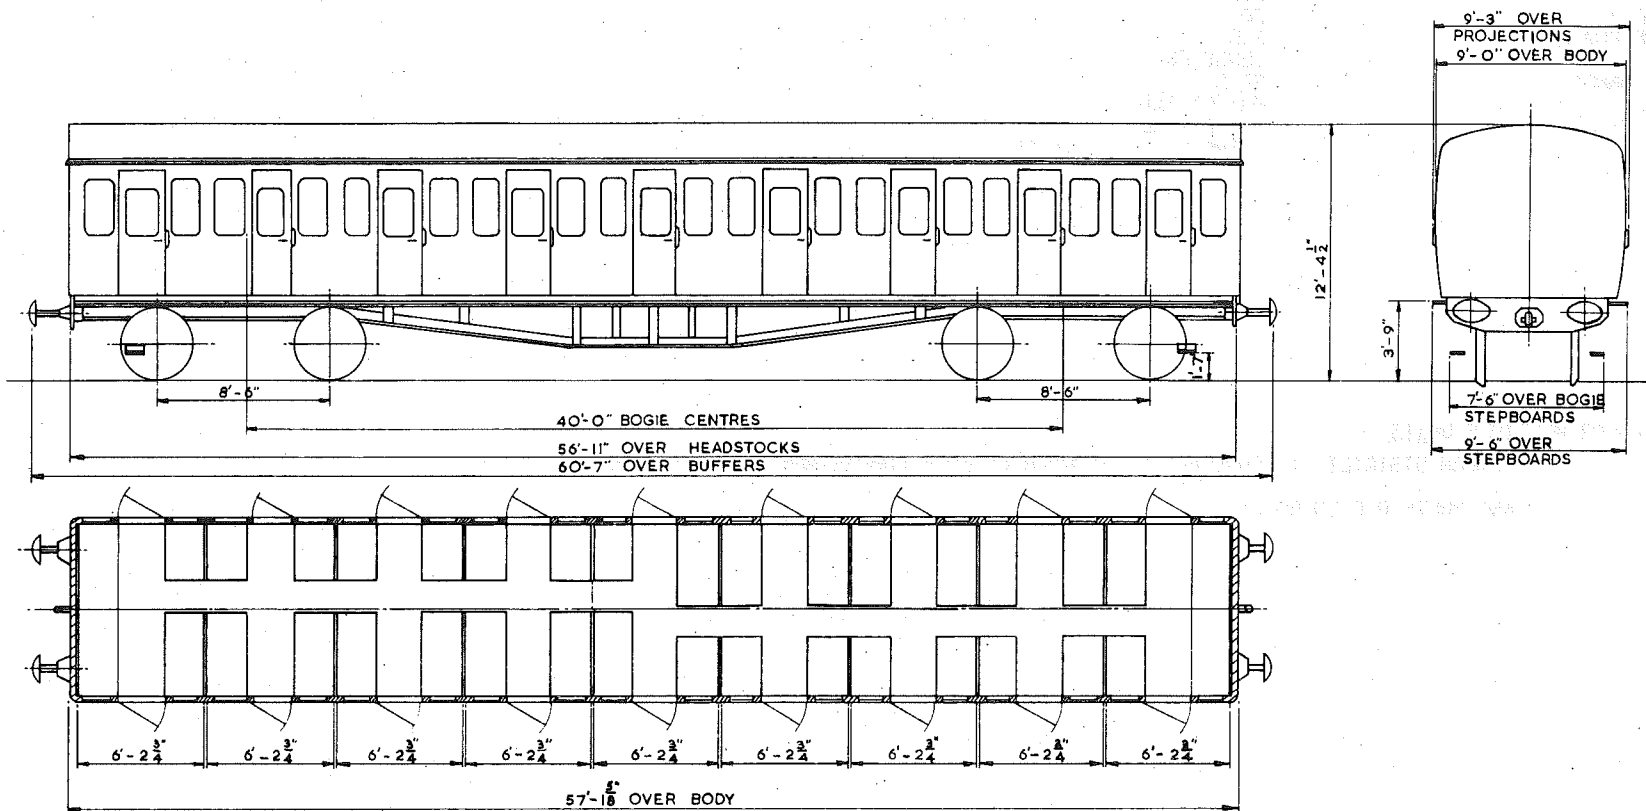 9'-3" OVER
PROJECTIONS
9'-0" OVER BODY
12'-4½"
3'-9"
1'-7"
8'-6"
8'-6"
40'-0" BOGIE CENTRES
7'-6" OVER BOGIE
STEPBOARDS
56'-11" OVER HEADSTOCKS
9'-6" OVER
STEPBOARDS
60'-7" OVER BUFFERS
6'-2¾" 6'-2¾" 6'-2¾" 6'-2¾" 6'-2¾" 6'-2¾" 6'-2¾" 6'-2¾" 6'-2¾"
57'-1⅝" OVER BODY